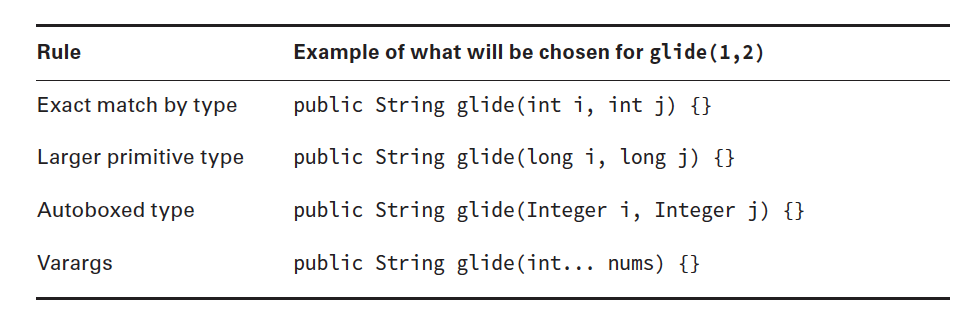 Rule Example of what will be chosen for glide(1,2)
Exact match by type public String glide(int i, int j) {}
Larger primitive type public String glide(long i, long j) {}
Autoboxed type public String glide(Integer i, Integer j) {}
Varargs public String glide(int... nums) {}